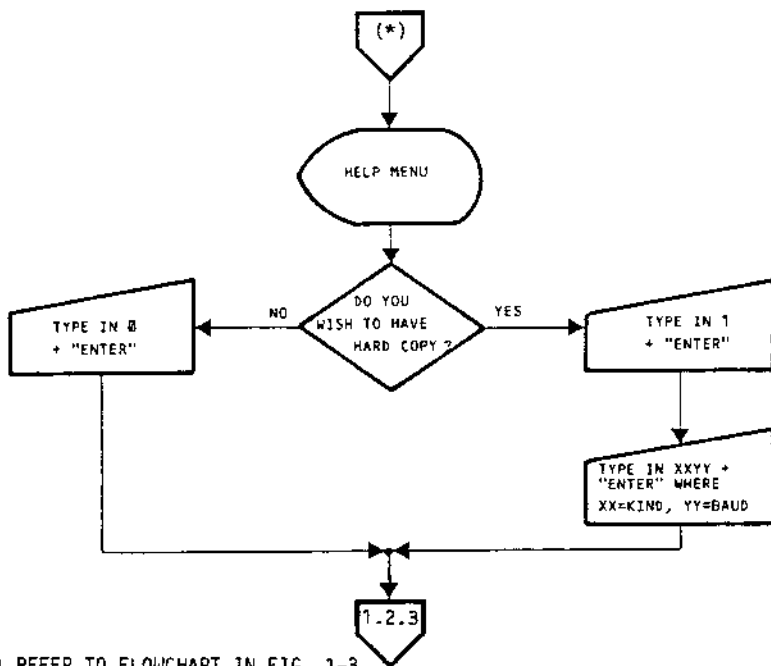 (*)
HELP MENU
DO YOU
WISH TO HAVE
HARD COPY ?
NO
YES
TYPE IN 0
+ "ENTER"
TYPE IN 1
+ "ENTER"
TYPE IN XXYY +
"ENTER" WHERE
XX=KIND, YY=BAUD
1.2.3
REFER TO FLOWCHART IN FIG. 1-3